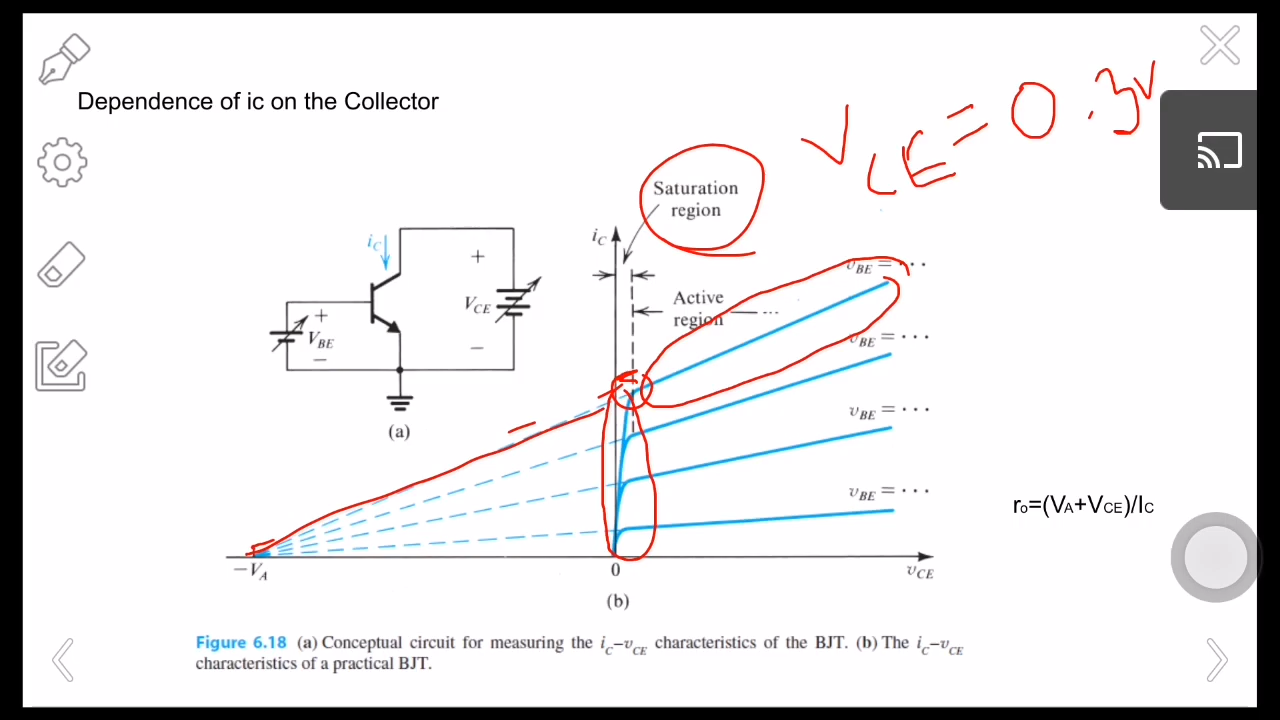 Dependence of ic on the Collector
VCE = 0.3V
Saturation
region
iC
iC
+
+
VBE
−
VCE
−
(a)
Active
region
vBE = ···
vBE = ···
vBE = ···
vBE = ···
ro=(VA+VCE)/IC
−VA
0
vCE
(b)
Figure 6.18 (a) Conceptual circuit for measuring the iC–vCE characteristics of the BJT. (b) The iC–vCE
characteristics of a practical BJT.